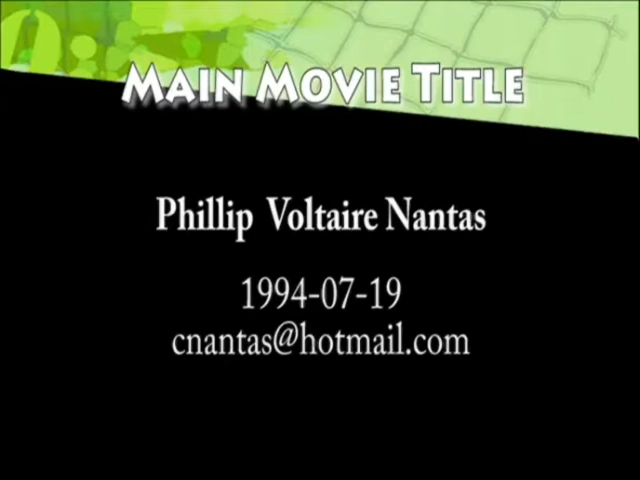 MAIN MOVIE TITLE
Phillip Voltaire Nantas
1994-07-19
cnantas@hotmail.com